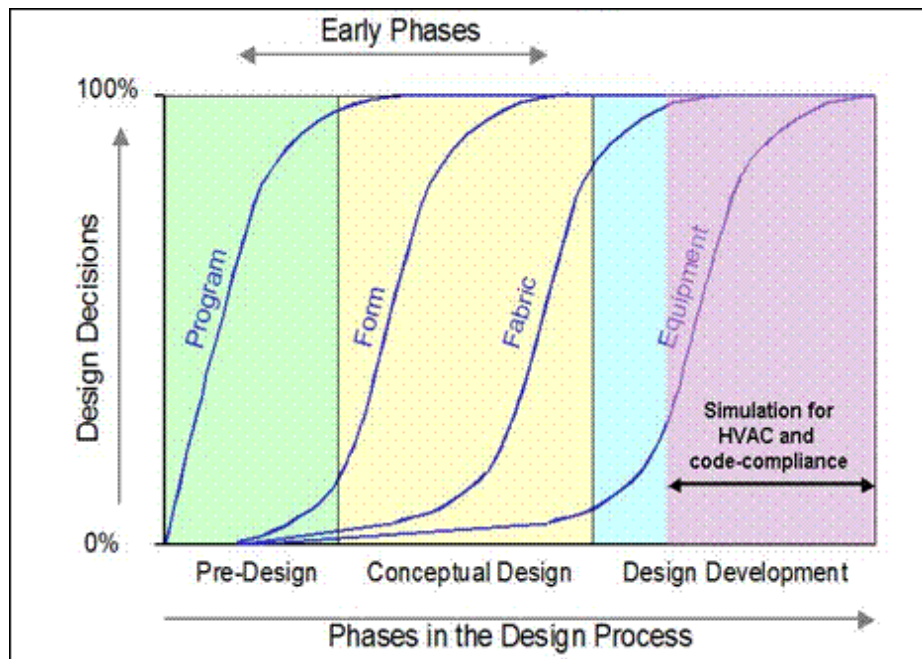 Early Phases
100%
Design Decisions
Program
Form
Fabric
Equipment
Simulation for
HVAC and
code-compliance
0%
Pre-Design
Conceptual Design
Design Development
Phases in the Design Process